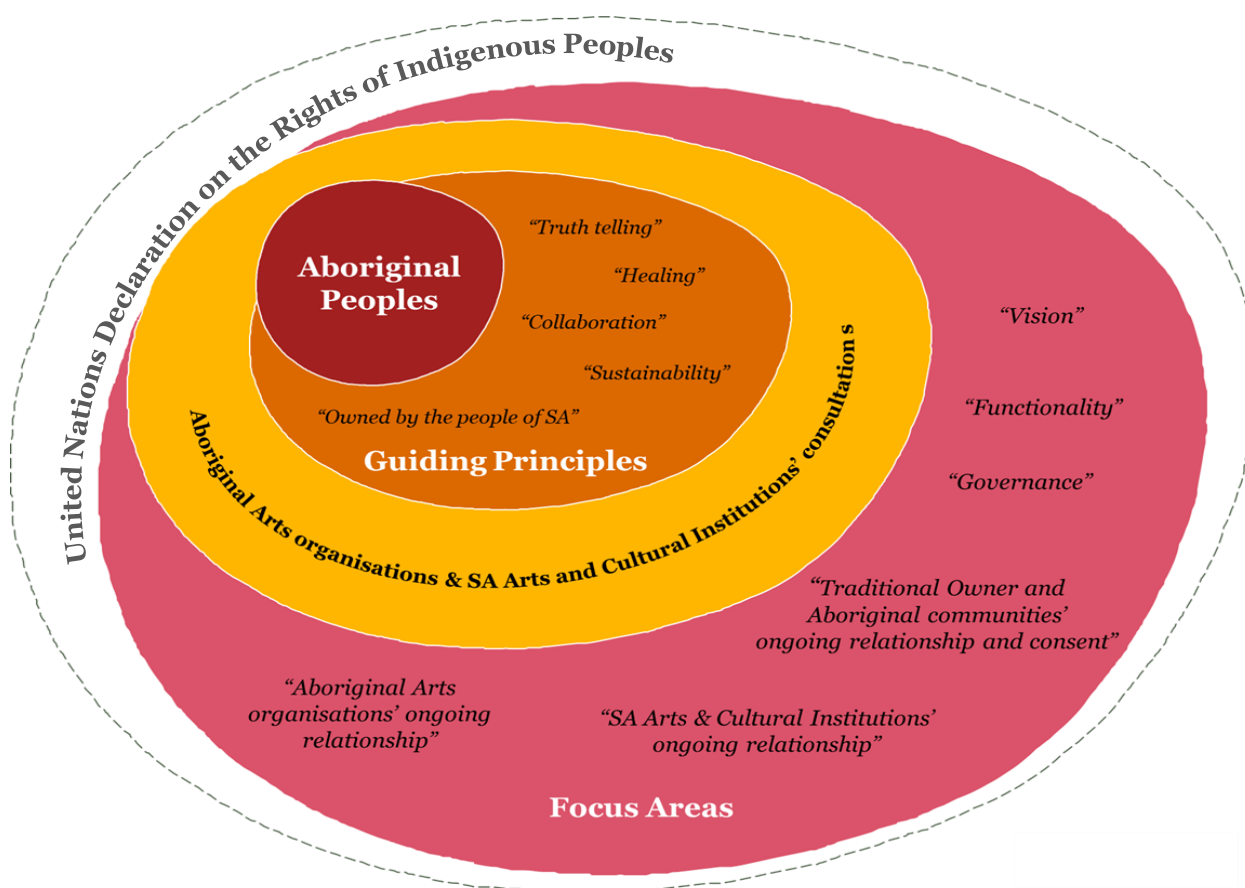 United Nations Declaration on the Rights of Indigenous Peoples
Aboriginal
Peoples
“Truth telling”
“Healing”
“Collaboration”
“Sustainability”
“Owned by the people of SA”
Guiding Principles
Aboriginal Arts organisations & SA Arts and Cultural Institutions’ consultation s
“Vision”
“Functionality”
“Governance”
“Traditional Owner and
Aboriginal communities’
ongoing relationship and consent”
“Aboriginal Arts
organisations’ ongoing
relationship”
“SA Arts & Cultural Institutions’
ongoing relationship”
Focus Areas